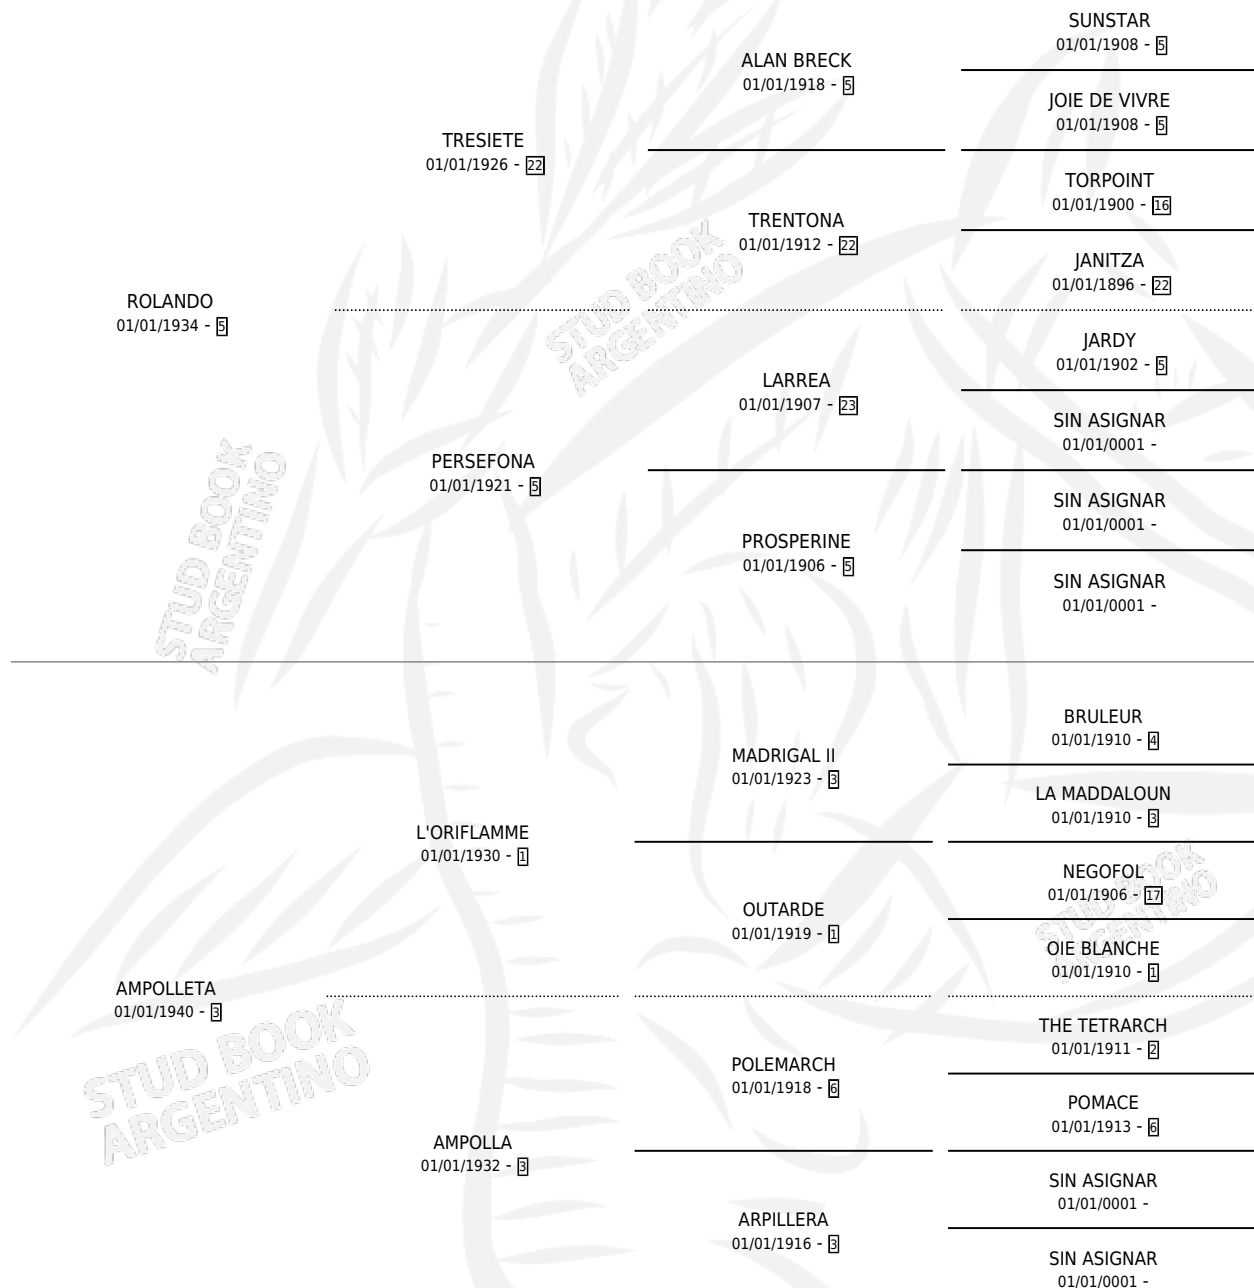 SUNSTAR
01/01/1908 - 5
ALAN BRECK
01/01/1918 - 5
JOIE DE VIVRE
01/01/1908 - 5
TRESIETE
01/01/1926 - 22
TORPOINT
01/01/1900 - 16
TRENTONA
01/01/1912 - 22
JANITZA
01/01/1896 - 22
ROLANDO
01/01/1934 - 5
JARDY
01/01/1902 - 5
LARREA
01/01/1907 - 23
SIN ASIGNAR
01/01/0001 -
PERSEFONA
01/01/1921 - 5
SIN ASIGNAR
01/01/0001 -
PROSPERINE
01/01/1906 - 5
SIN ASIGNAR
01/01/0001 -
BRULEUR
01/01/1910 - 4
MADRIGAL II
01/01/1923 - 3
LA MADDALOUN
01/01/1910 - 3
L'ORIFLAMME
01/01/1930 - 1
NEGOFOL
01/01/1906 - 17
OUTARDE
01/01/1919 - 1
OIE BLANCHE
01/01/1910 - 1
AMPOLLETA
01/01/1940 - 3
THE TETRARCH
01/01/1911 - 2
POLEMARCH
01/01/1918 - 6
POMACE
01/01/1913 - 6
AMPOLLA
01/01/1932 - 3
SIN ASIGNAR
01/01/0001 -
ARPILLERA
01/01/1916 - 3
SIN ASIGNAR
01/01/0001 -
STUD BOOK
ARGENTINO
STUD BOOK
ARGENTINO
STUD BOOK
ARGENTINO
STUD BOOK
ARGENTINO